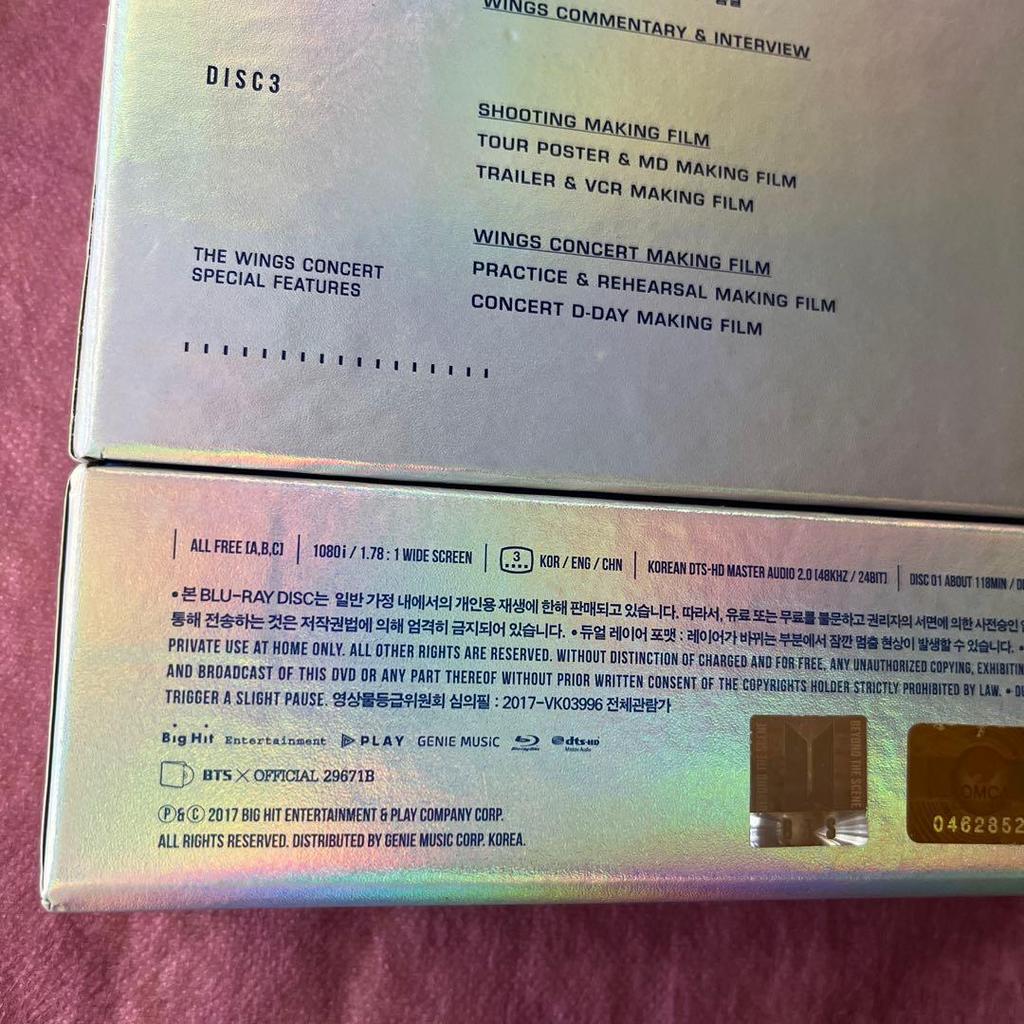 WINGS COMMENTARY & INTERVIEW
DISC3
SHOOTING MAKING FILM
TOUR POSTER & MD MAKING FILM
TRAILER & VCR MAKING FILM
THE WINGS CONCERT
SPECIAL FEATURES
WINGS CONCERT MAKING FILM
PRACTICE & REHEARSAL MAKING FILM
CONCERT D-DAY MAKING FILM
ALL FREE [A,B,C] | 1080i / 1.78 : 1 WIDE SCREEN | 3 KOR / ENG / CHN | KOREAN DTS-HD MASTER AUDIO 2.0 [48KHZ / 24BIT] | DISC 01 ABOUT 118MIN /
• 본 BLU-RAY DISC는 일반 가정 내에서의 개인용 재생에 한해 판매되고 있습니다. 따라서, 유료 또는 무료를 불문하고 권리자의 서면에 의한 사전승인
통해 전송하는 것은 저작권법에 의해 엄격히 금지되어 있습니다. • 듀얼 레이어 포맷 : 레이어가 바뀌는 부분에서 잠깐 멈출 현상이 발생할 수 있습니다. •
PRIVATE USE AT HOME ONLY. ALL OTHER RIGHTS ARE RESERVED. WITHOUT DISTINCTION OF CHARGED AND FOR FREE, ANY UNAUTHORIZED COPYING, EXHIBITIN
AND BROADCAST OF THIS DVD OR ANY PART THEREOF WITHOUT PRIOR WRITTEN CONSENT OF THE COPYRIGHTS HOLDER STRICTLY PROHIBITED BY LAW. •
TRIGGER A SLIGHT PAUSE. 영상물등급위원회 심의필 : 2017-VK03996 전체관람가
Big Hit Entertainment PLAY GENIE MUSIC Blu-ray Disc dts-HD Master Audio
BTS X OFFICIAL 29671B
BEYOND THE SCENE
OMC
0462852
Ⓟ&Ⓒ 2017 BIG HIT ENTERTAINMENT & PLAY COMPANY CORP.
ALL RIGHTS RESERVED. DISTRIBUTED BY GENIE MUSIC CORP. KOREA.